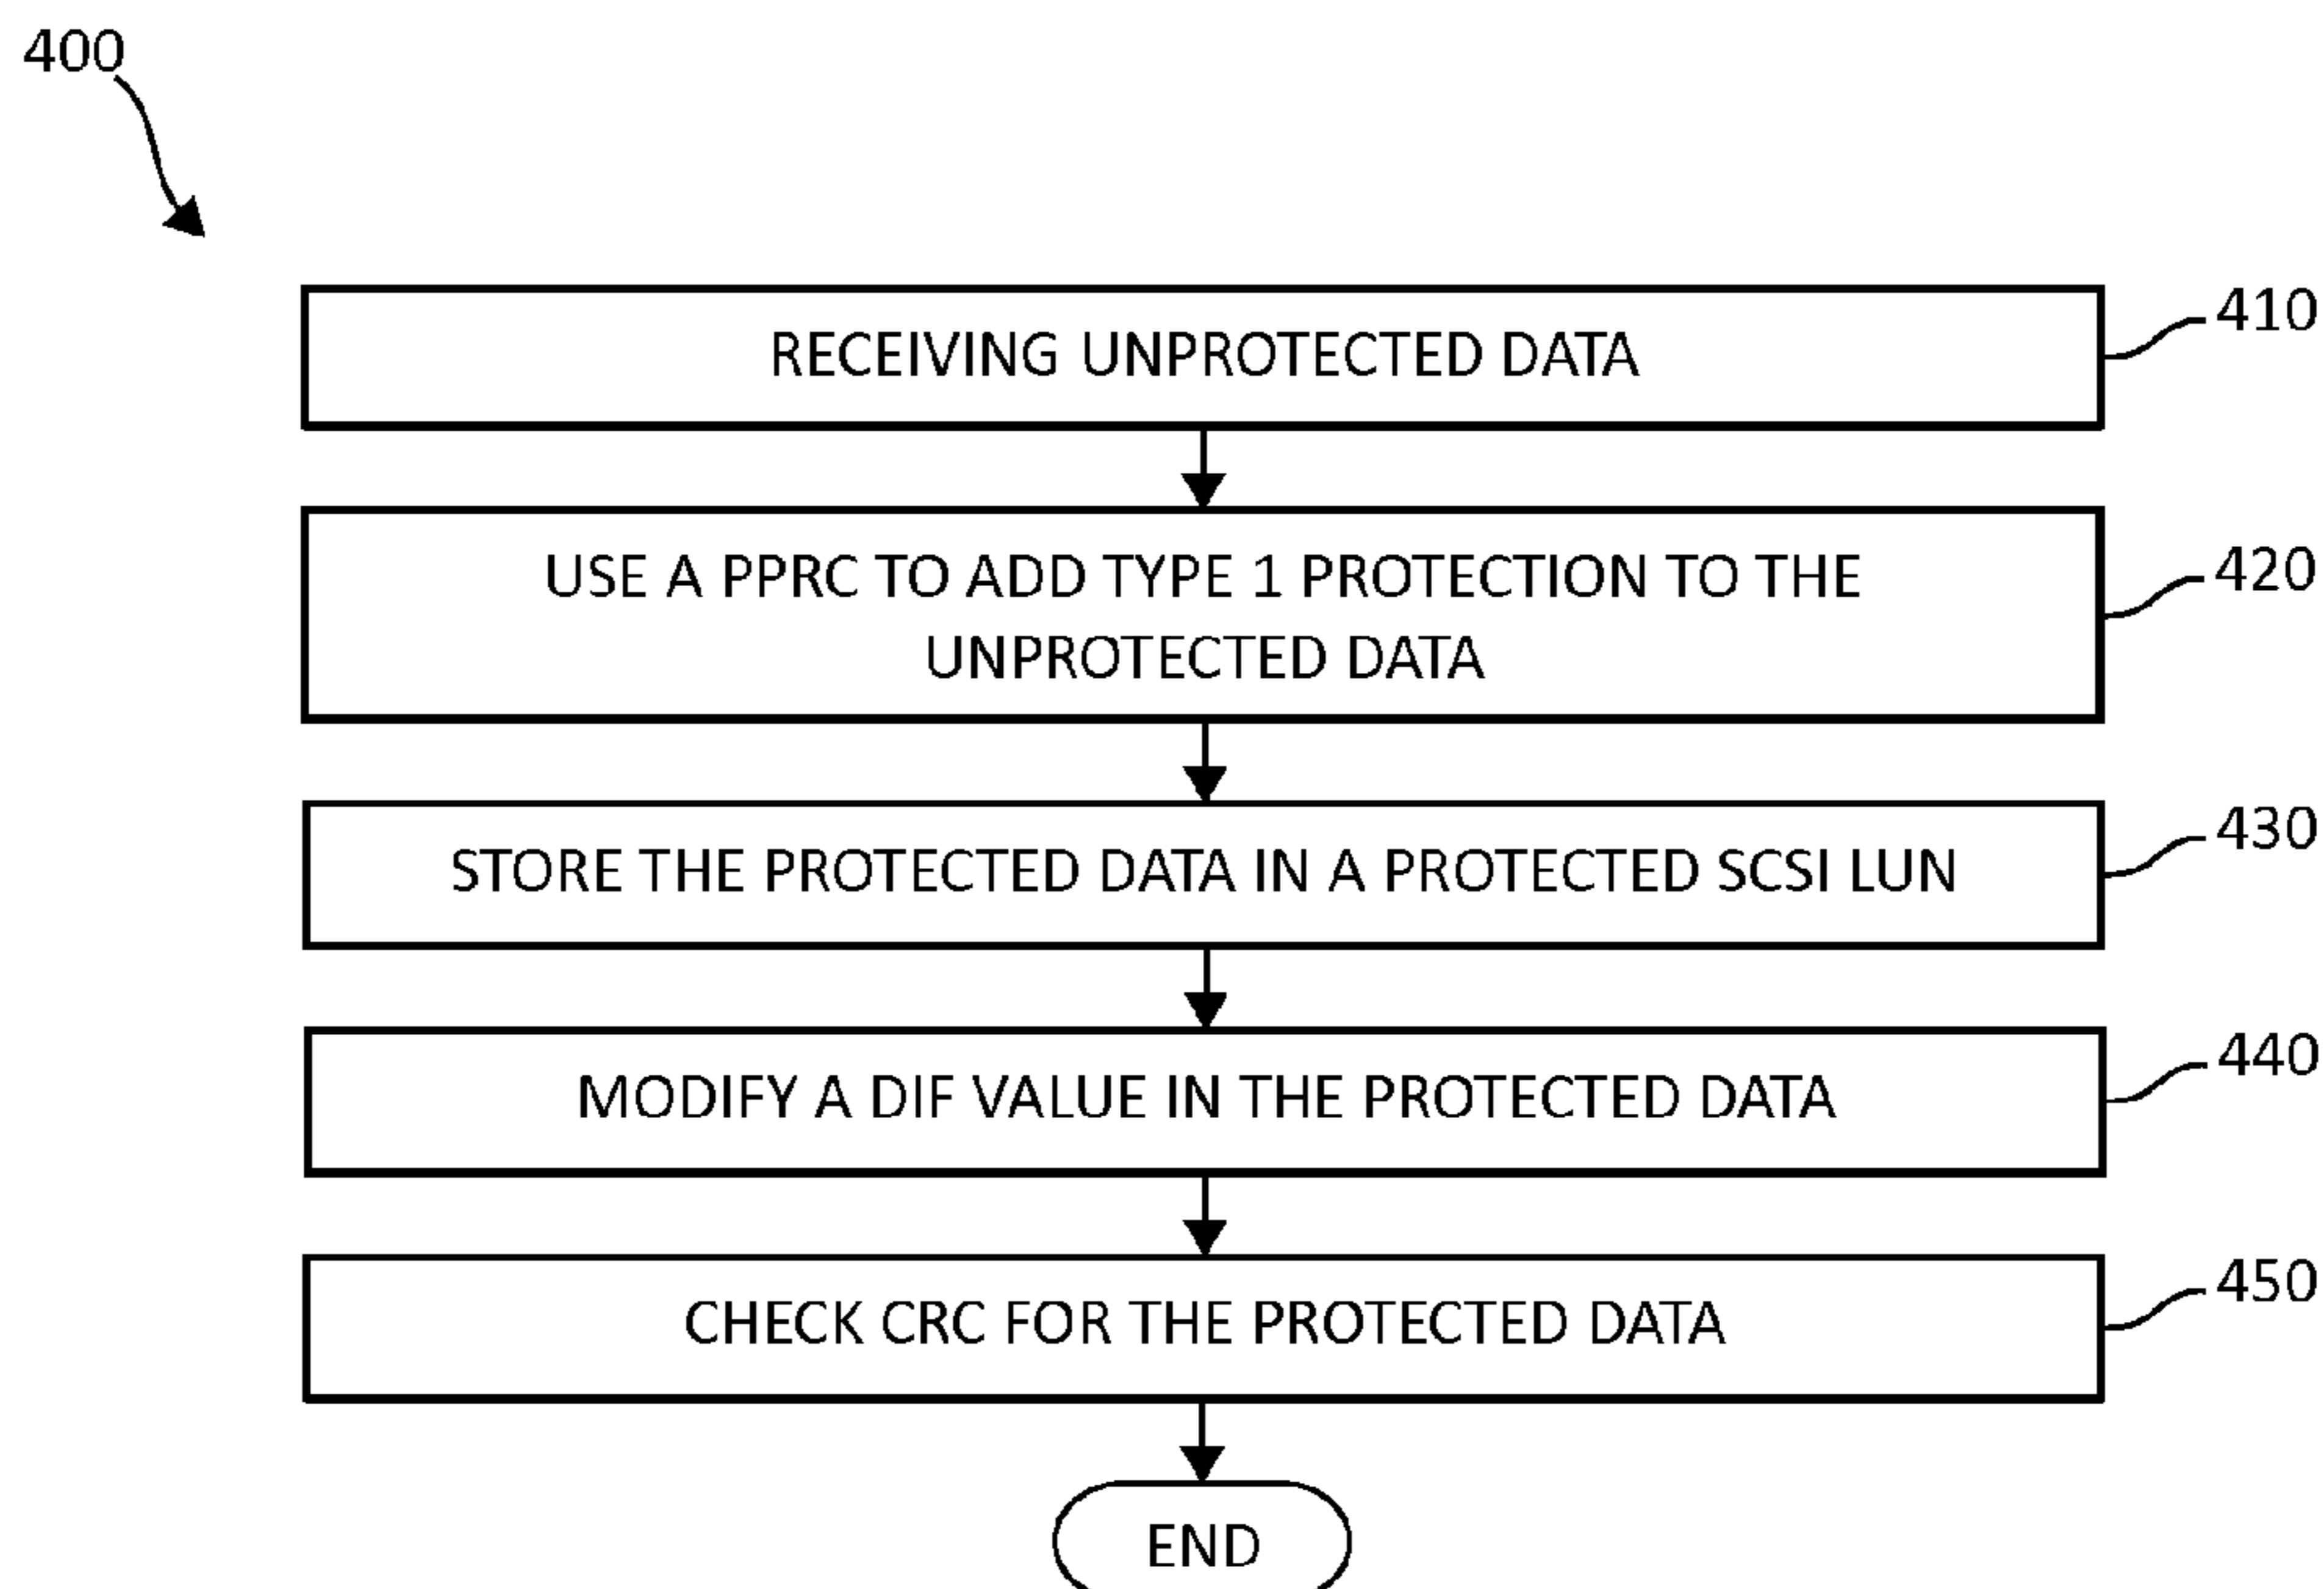 400
RECEIVING UNPROTECTED DATA
410
USE A PPRC TO ADD TYPE 1 PROTECTION TO THE
UNPROTECTED DATA
420
STORE THE PROTECTED DATA IN A PROTECTED SCSI LUN
430
MODIFY A DIF VALUE IN THE PROTECTED DATA
440
CHECK CRC FOR THE PROTECTED DATA
450
END